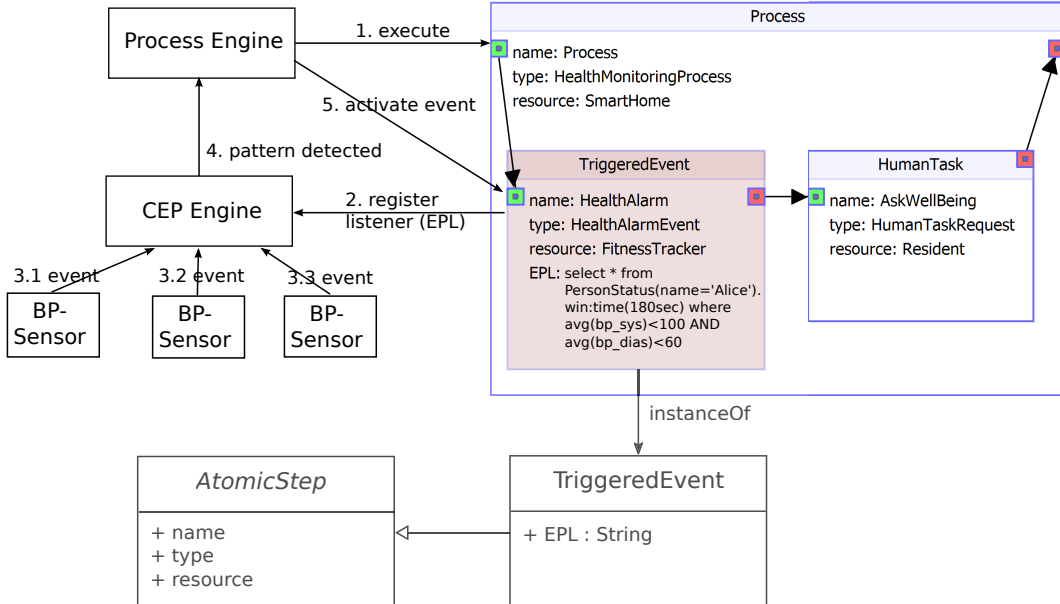 Process
Process Engine
1. execute
name: Process
type: HealthMonitoringProcess
resource: SmartHome
5. activate event
4. pattern detected
TriggeredEvent
HumanTask
CEP Engine
2. register
listener (EPL)
name: HealthAlarm
type: HealthAlarmEvent
resource: FitnessTracker
EPL: select * from
PersonStatus(name='Alice').
win:time(180sec) where
avg(bp_sys)<100 AND
avg(bp_dias)<60
name: AskWellBeing
type: HumanTaskRequest
resource: Resident
3.1 event
3.2 event
3.3 event
BP-
Sensor
BP-
Sensor
BP-
Sensor
instanceOf
AtomicStep
+ name
+ type
+ resource
TriggeredEvent
+ EPL : String